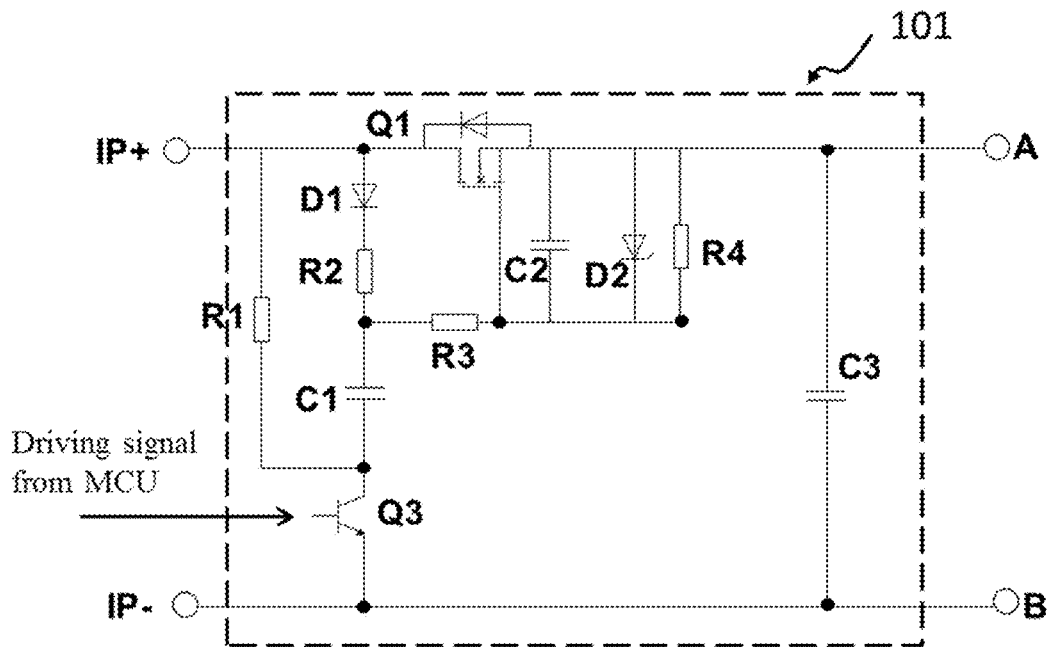 101
IP+
Q1
A
D1
R2
R1
C2
D2
R4
R3
C1
C3
Driving signal
from MCU
Q3
IP-
B